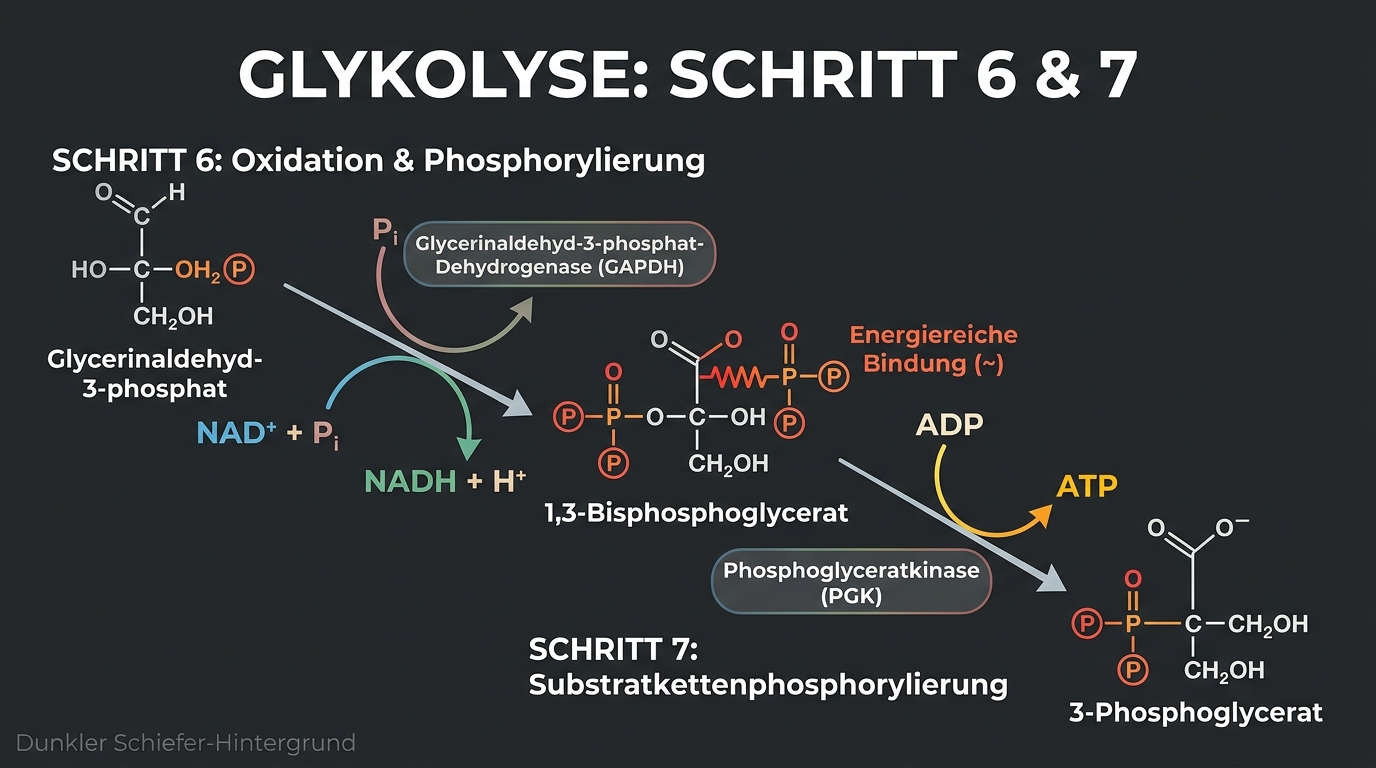 GLYKOLYSE: SCHRITT 6 & 7
SCHRITT 6: Oxidation & Phosphorylierung
O H
C
HO C OH₂ P
CH₂OH
Glycerinaldehyd-
3-phosphat
Pᵢ
Glycerinaldehyd-3-phosphat-
Dehydrogenase (GAPDH)
NAD⁺ + Pᵢ
NADH + H⁺
O O O
C P P
O P
P P O C OH
P CH₂OH
1,3-Bisphosphoglycerat
Energiereiche
Bindung (~)
ADP
ATP
Phosphoglyceratkinase
(PGK)
SCHRITT 7:
Substratkettenphosphorylierung
O O⁻
O
P P C CH₂OH
P CH₂OH
3-Phosphoglycerat
Dunkler Schiefer-Hintergrund